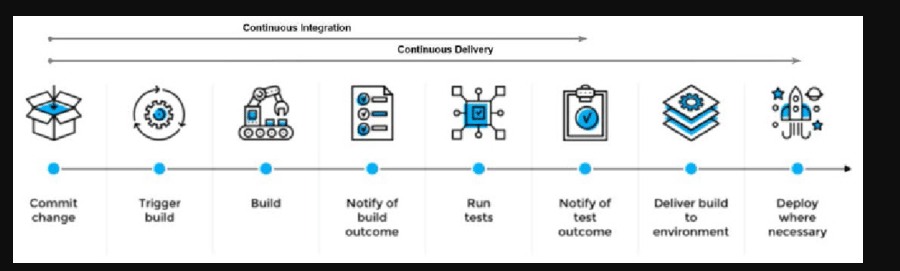 Continuous Integration
Continuous Delivery
Commit
change
Trigger
build
Build
Notify of
build
outcome
Run
tests
Notify of
test
outcome
Deliver build
to
environment
Deploy
where
necessary